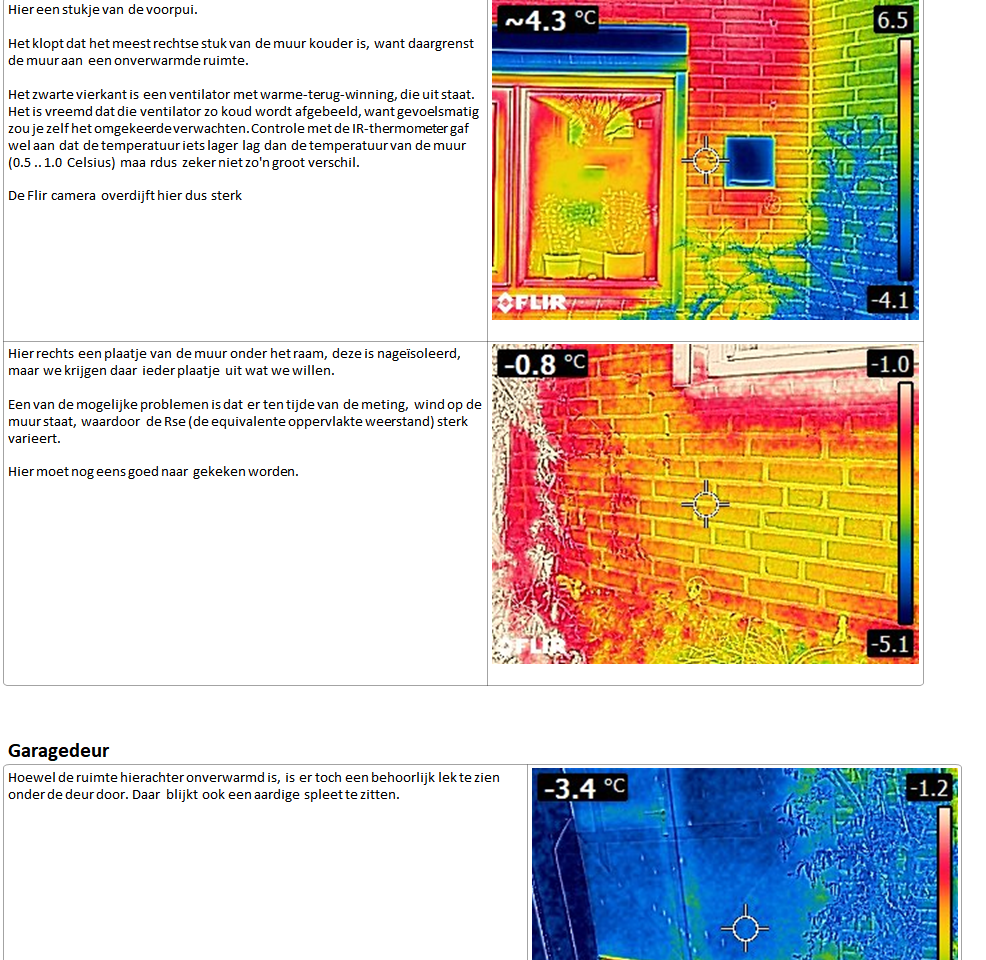 Hier een stukje van de voorpui.
Het klopt dat het meest rechtse stuk van de muur kouder is, want daar grenst
de muur aan een onverwarmde ruimte.
Het zwarte vierkant is een ventilator met warme-terug-winning, die uit staat.
Het is vreemd dat die ventilator zo koud wordt afgebeeld, want gevoelsmatig
zou je zelf het omgekeerde verwachten. Controle met de IR-thermometer gaf
wel aan dat de temperatuur iets lager lag dan de temperatuur van de muur
(0.5 .. 1.0 Celsius) maa rdus zeker niet zo'n groot verschil.
De Flir camera overdijft hier dus sterk
~4.3 °C
6.5
-4.1
FLIR
Hier rechts een plaatje van de muur onder het raam, deze is nageïsoleerd,
maar we krijgen daar ieder plaatje uit wat we willen.
Een van de mogelijke problemen is dat er ten tijde van de meting, wind op de
muur staat, waardoor de Rse (de equivalente oppervlakte weerstand) sterk
varieert.
Hier moet nog eens goed naar gekeken worden.
-0.8 °C
-1.0
-5.1
FLIR
Garagedeur
Hoewel de ruimte hierachter onverwarmd is, is er toch een behoorlijk lek te zien
onder de deur door. Daar blijkt ook een aardige spleet te zitten.
-3.4 °C
-1.2